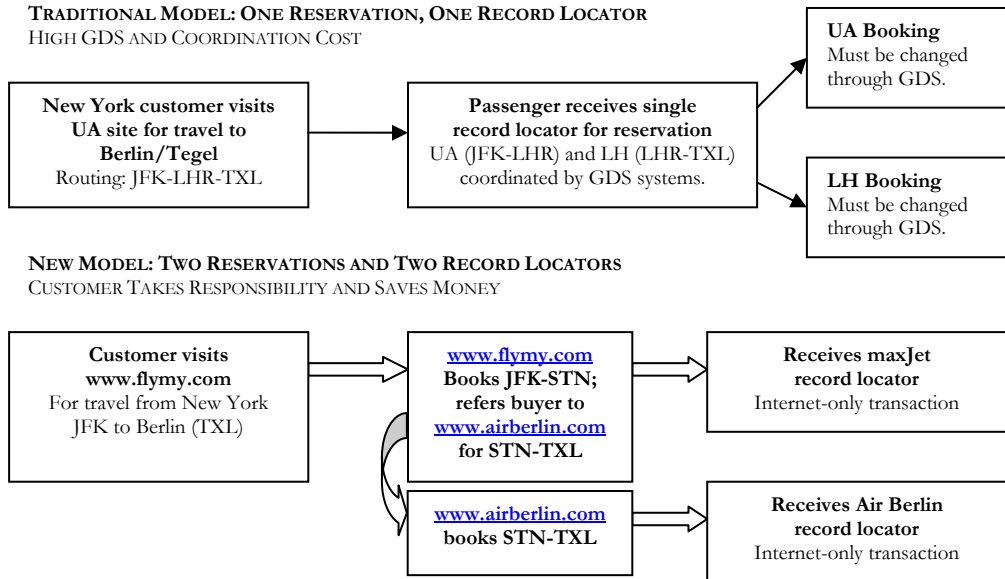 TRADITIONAL MODEL: ONE RESERVATION, ONE RECORD LOCATOR
HIGH GDS AND COORDINATION COST
New York customer visits
UA site for travel to
Berlin/Tegel
Routing: JFK-LHR-TXL
Passenger receives single
record locator for reservation
UA (JFK-LHR) and LH (LHR-TXL)
coordinated by GDS systems.
UA Booking
Must be changed
through GDS.
LH Booking
Must be changed
through GDS.
NEW MODEL: TWO RESERVATIONS AND TWO RECORD LOCATORS
CUSTOMER TAKES RESPONSIBILITY AND SAVES MONEY
Customer visits
www.flymy.com
For travel from New York
JFK to Berlin (TXL)
www.flymy.com
Books JFK-STN;
refers buyer to
www.airberlin.com
for STN-TXL
Receives maxJet
record locator
Internet-only transaction
www.airberlin.com
books STN-TXL
Receives Air Berlin
record locator
Internet-only transaction